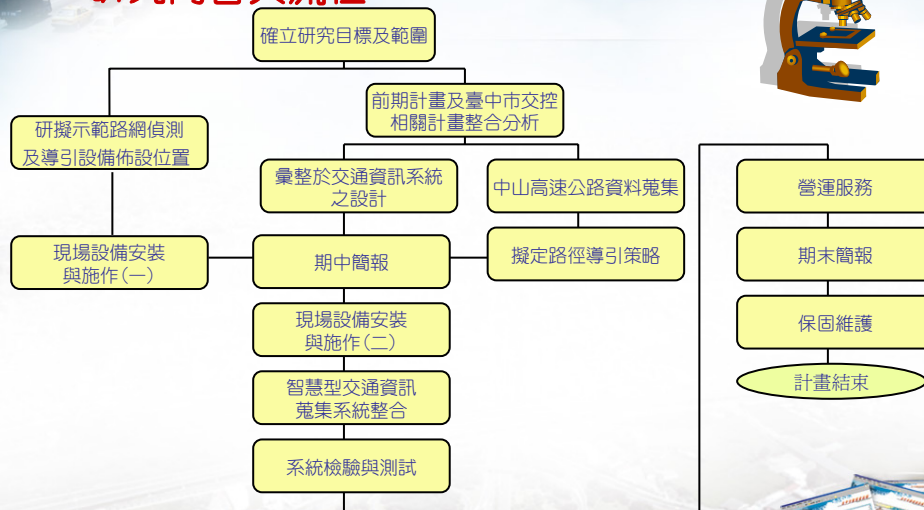 確立研究目標及範圍
前期計畫及臺中市交控
相關計畫整合分析
研擬示範路網偵測
及導引設備佈設位置
彙整於交通資訊系統
之設計
中山高速公路資料蒐集
營運服務
現場設備安裝
與施作(一)
期中簡報
擬定路徑導引策略
期末簡報
現場設備安裝
與施作(二)
保固維護
智慧型交通資訊
蒐集系統整合
計畫結束
系統檢驗與測試